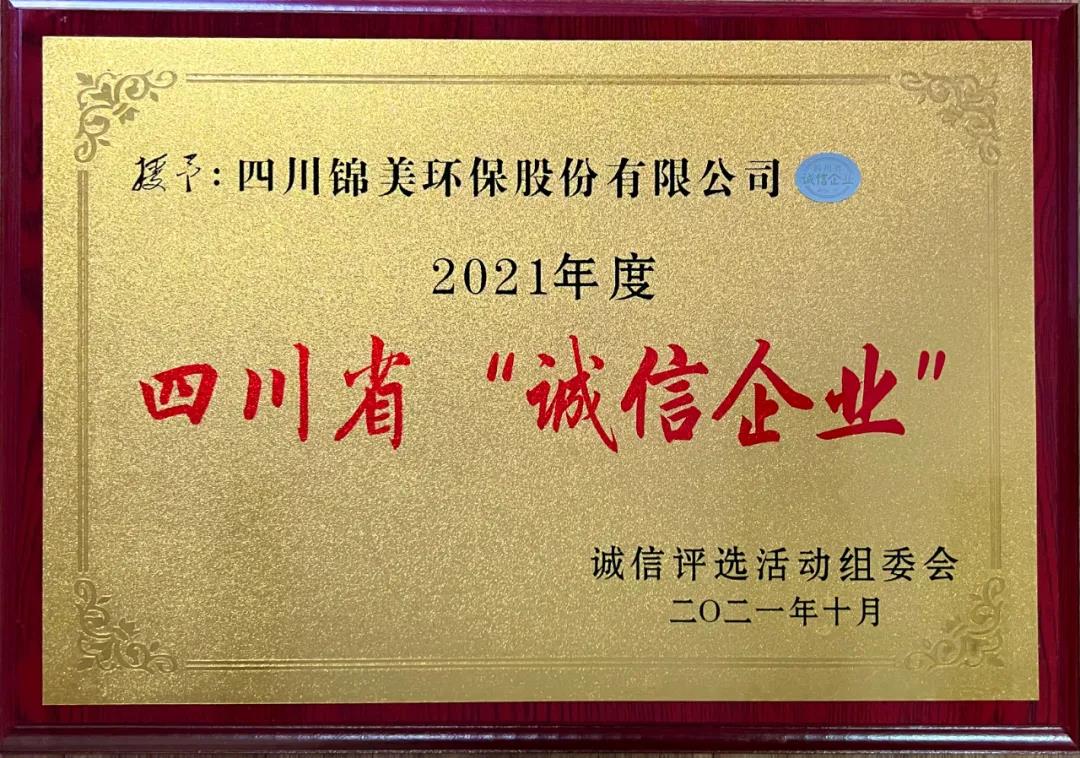 授予：四川锦美环保股份有限公司
诚信企业
2021年度
四川省“诚信企业”
诚信评选活动组委会
二〇二一年十月